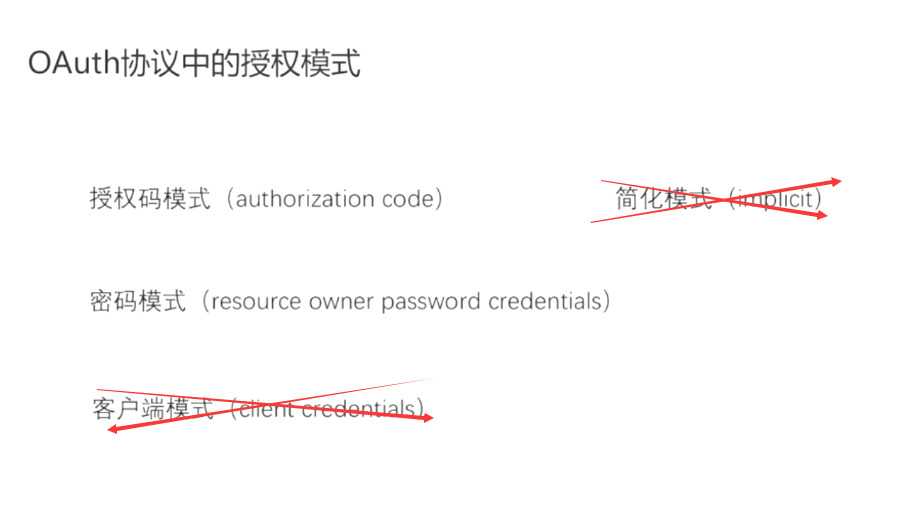 OAuth协议中的授权模式
授权码模式（authorization code）
简化模式（implicit）
密码模式（resource owner password credentials）
客户端模式（client credentials）